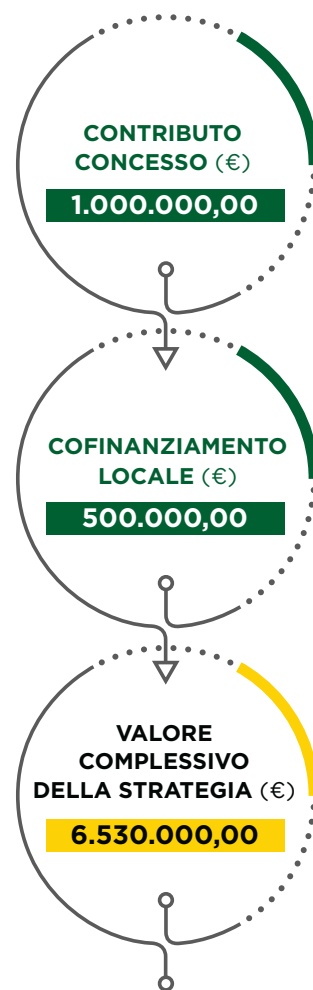 CONTRIBUTO
CONCESSO (€)
1.000.000,00
COFINANZIAMENTO
LOCALE (€)
500.000,00
VALORE
COMPLESSIVO
DELLA STRATEGIA (€)
6.530.000,00